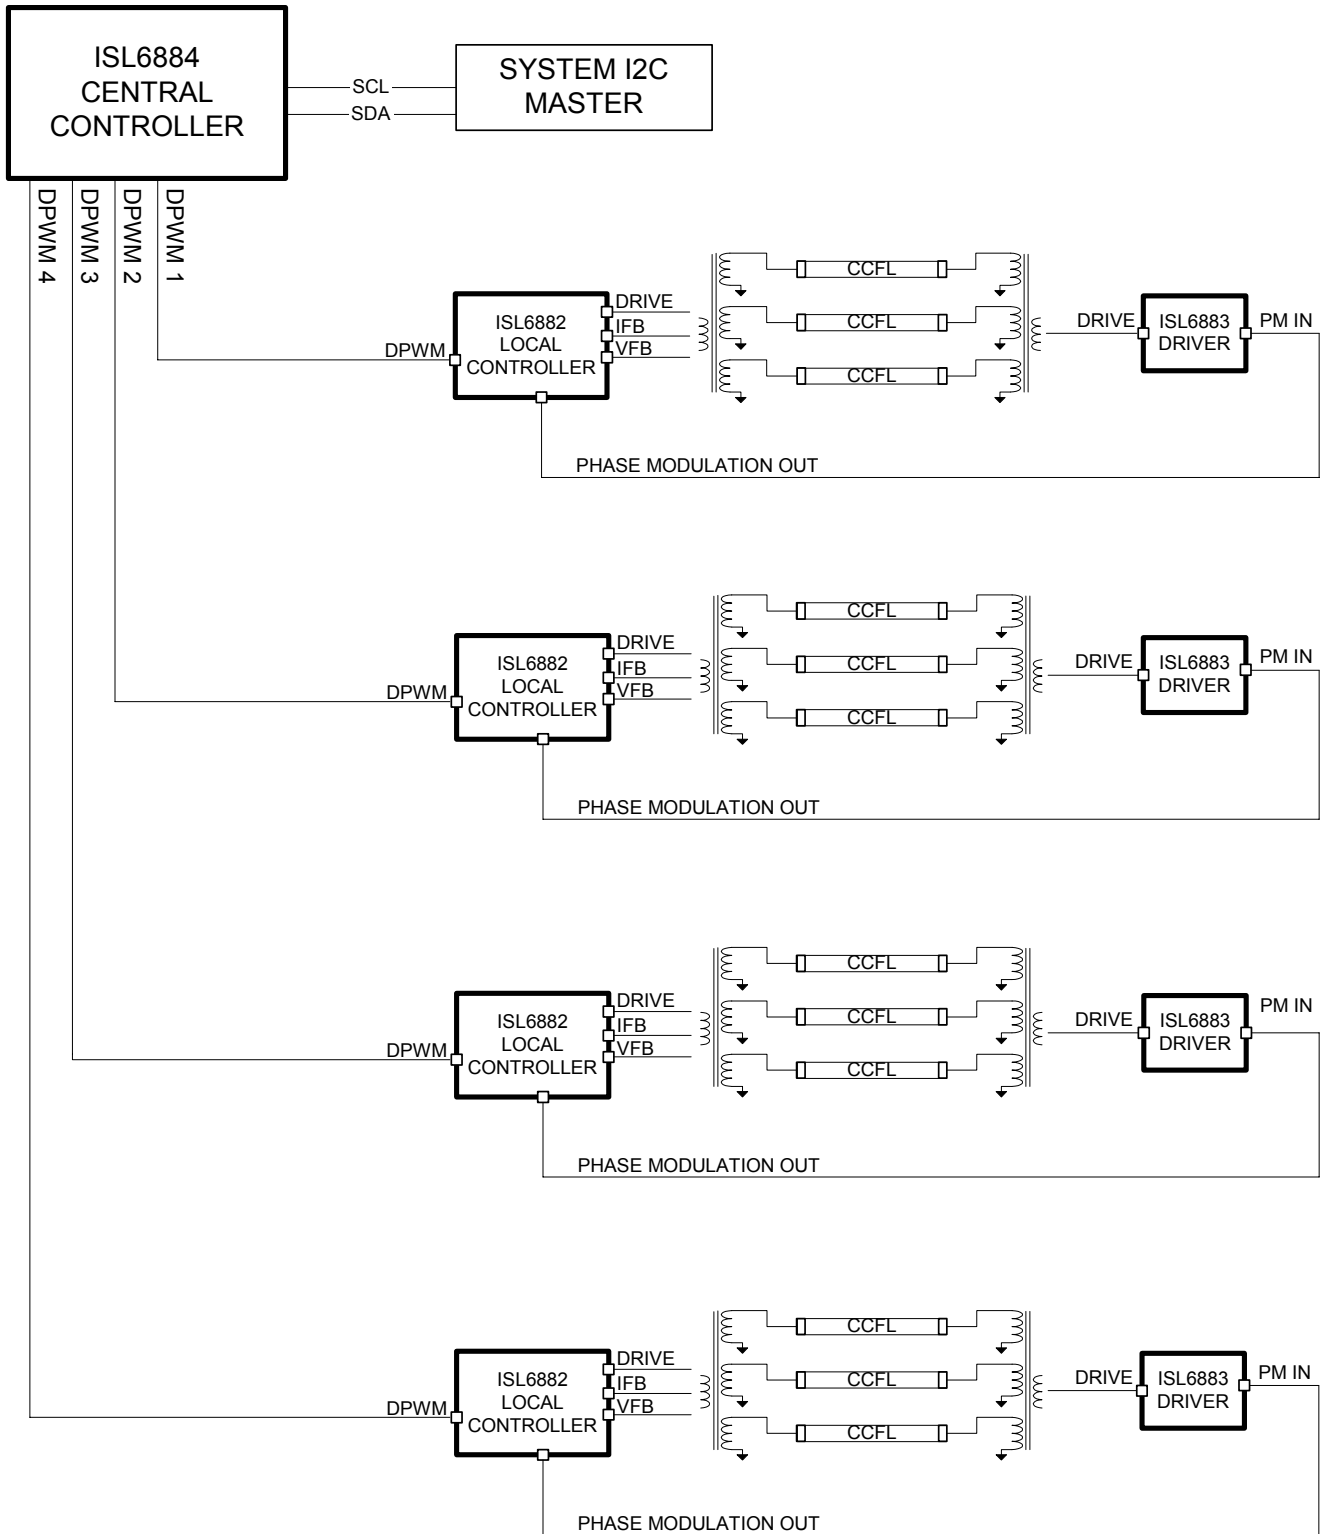 ISL6884
CENTRAL
CONTROLLER
SCL
SDA
SYSTEM I2C
MASTER
DPWM 4
DPWM 3
DPWM 2
DPWM 1
DPWM
ISL6882
LOCAL
CONTROLLER
DRIVE
IFB
VFB
CCFL
CCFL
CCFL
DRIVE
ISL6883
DRIVER
PM IN
PHASE MODULATION OUT
DPWM
ISL6882
LOCAL
CONTROLLER
DRIVE
IFB
VFB
CCFL
CCFL
CCFL
DRIVE
ISL6883
DRIVER
PM IN
PHASE MODULATION OUT
DPWM
ISL6882
LOCAL
CONTROLLER
DRIVE
IFB
VFB
CCFL
CCFL
CCFL
DRIVE
ISL6883
DRIVER
PM IN
PHASE MODULATION OUT
DPWM
ISL6882
LOCAL
CONTROLLER
DRIVE
IFB
VFB
CCFL
CCFL
CCFL
DRIVE
ISL6883
DRIVER
PM IN
PHASE MODULATION OUT